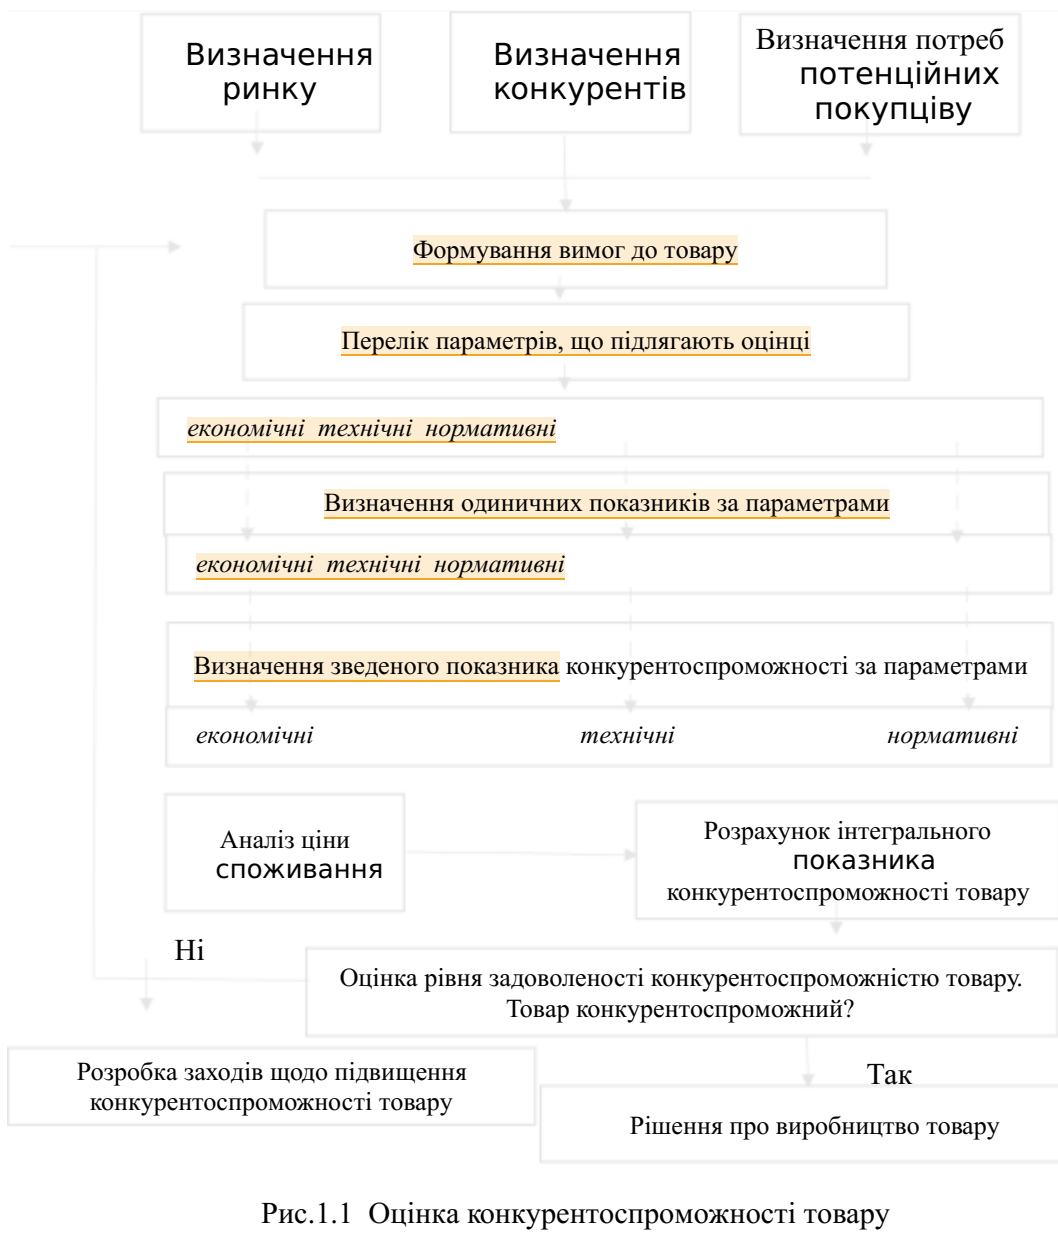 Визначення
ринку
Визначення
конкурентів
Визначення потреб
потенційних
покупціву
Формування вимог до товару
Перелік параметрів, що підлягають оцінці
економічні технічні нормативні
Визначення одиничних показників за параметрами
економічні технічні нормативні
Визначення зведеного показника конкурентоспроможності за параметрами
економічні технічні нормативні
Аналіз ціни
споживання
Розрахунок інтегрального
показника
конкурентоспроможності товару
Ні
Оцінка рівня задоволеності конкурентоспроможністю товару.
Товар конкурентоспроможний?
Розробка заходів щодо підвищення
конкурентоспроможності товару
Так
Рішення про виробництво товару
Рис.1.1 Оцінка конкурентоспроможності товару